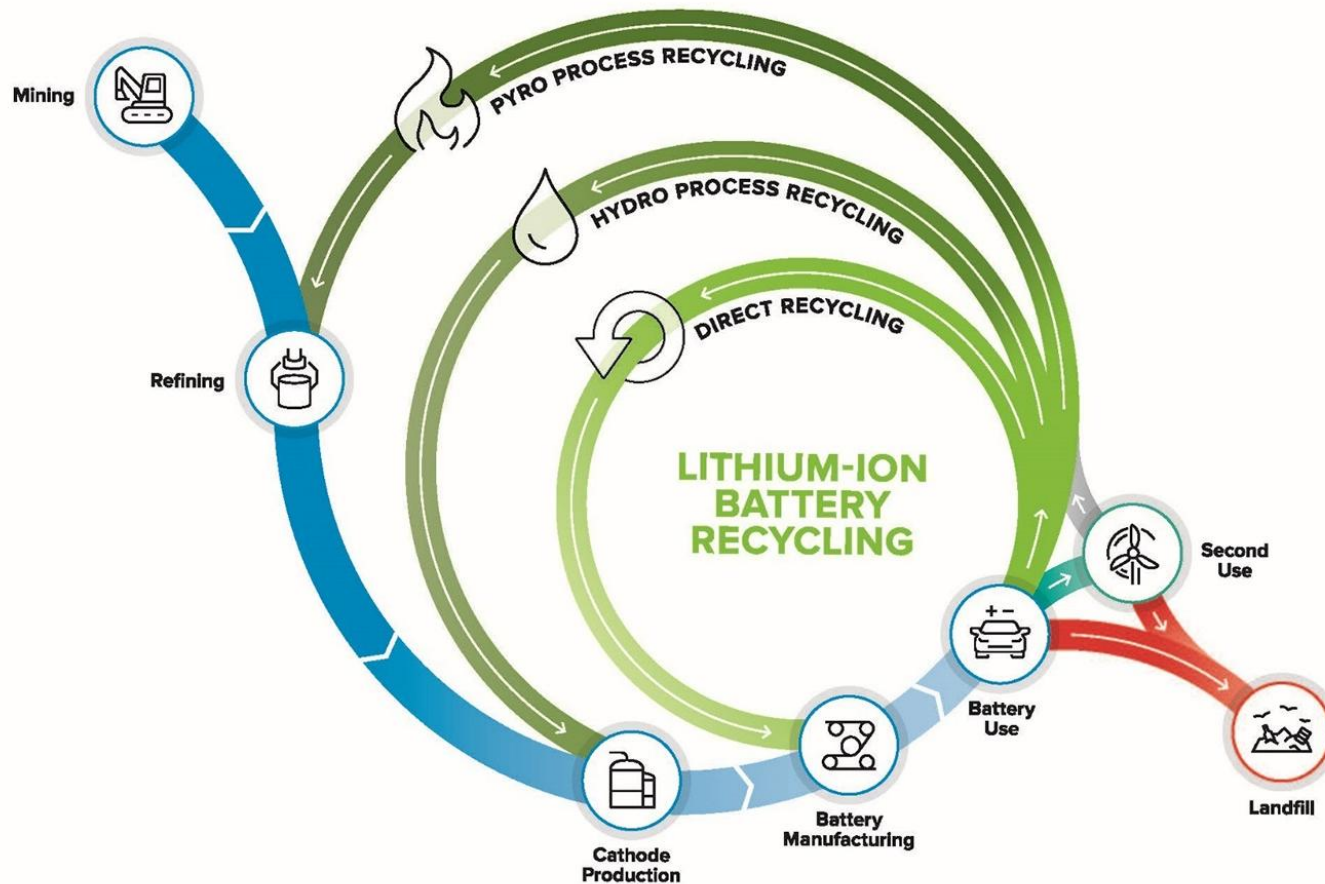 Mining
PYRO PROCESS RECYCLING
HYDRO PROCESS RECYCLING
DIRECT RECYCLING
Refining
LITHIUM-ION
BATTERY
RECYCLING
Second
Use
+ -
Battery
Use
Landfill
Battery
Manufacturing
Cathode
Production